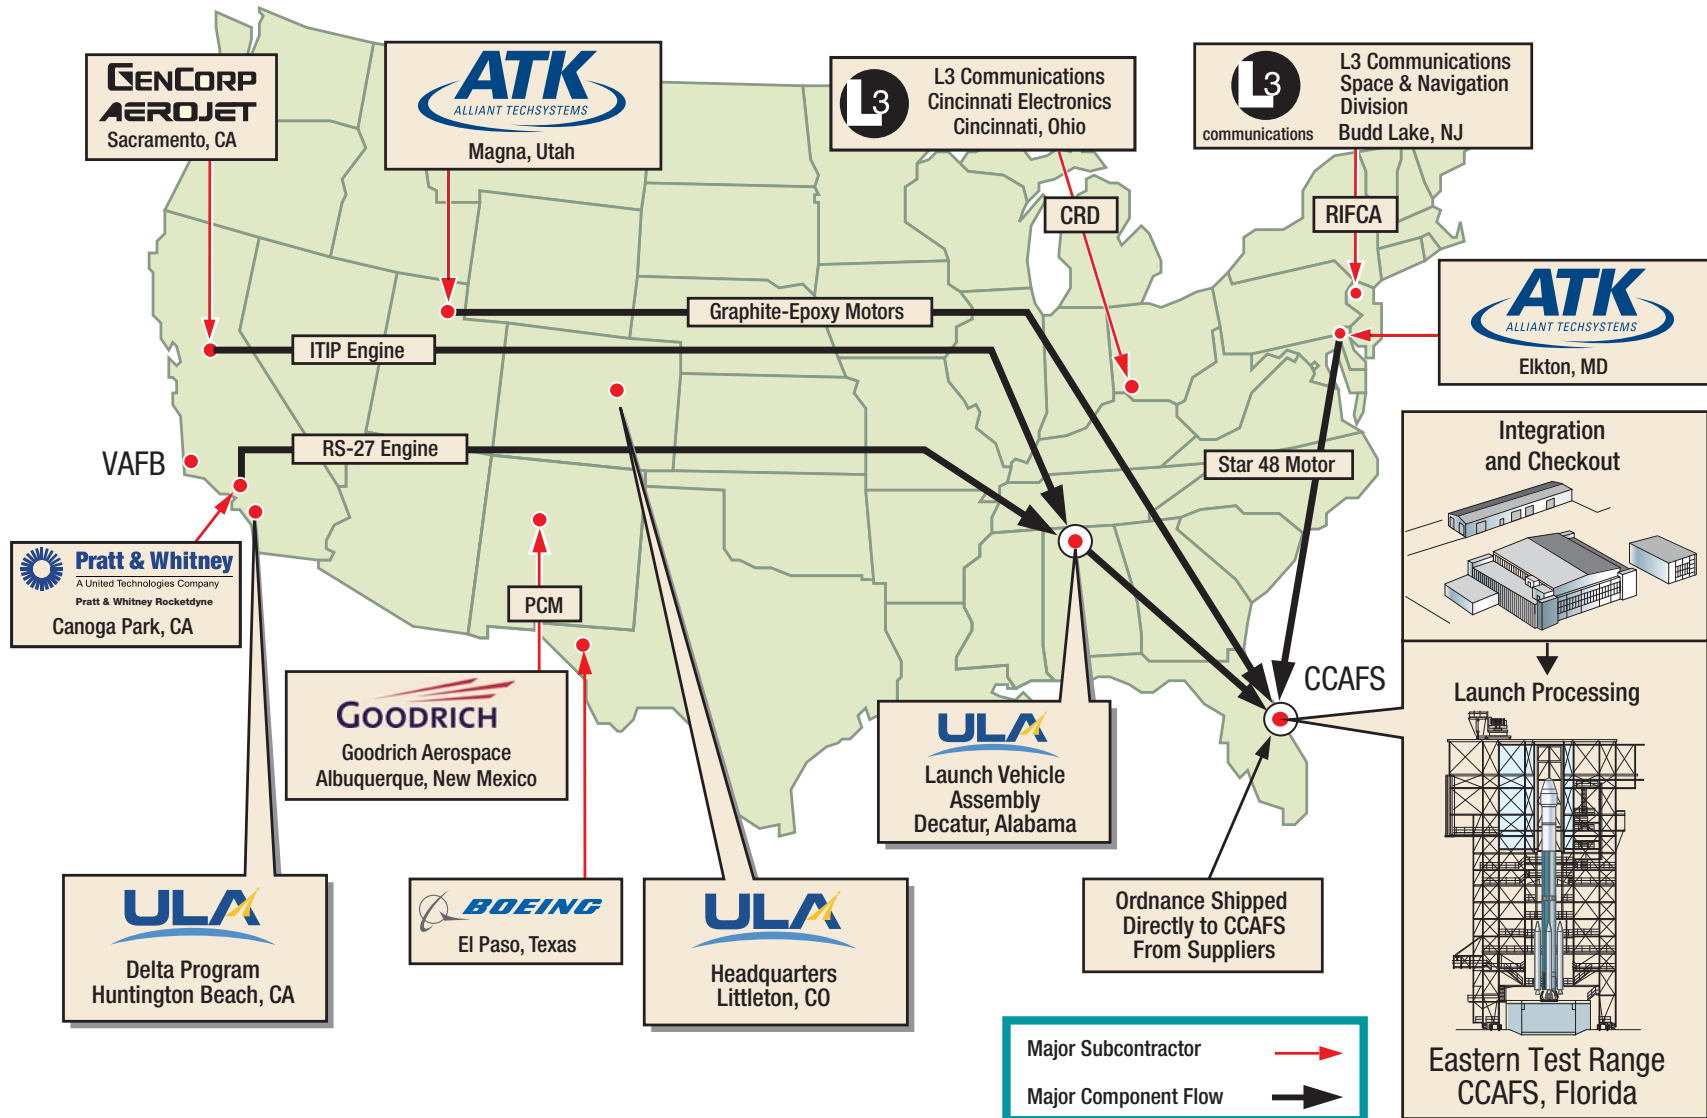 GENCORP
AEROJET
Sacramento, CA
ATK
ALLIANT TECHSYSTEMS
Magna, Utah
L3
L3 Communications
Cincinnati Electronics
Cincinnati, Ohio
L3
communications
L3 Communications
Space & Navigation
Division
Budd Lake, NJ
CRD
RIFCA
ATK
ALLIANT TECHSYSTEMS
Elkton, MD
Graphite-Epoxy Motors
ITIP Engine
RS-27 Engine
Star 48 Motor
VAFB
Pratt & Whitney
A United Technologies Company
Pratt & Whitney Rocketdyne
Canoga Park, CA
PCM
GOODRICH
Goodrich Aerospace
Albuquerque, New Mexico
CCAFS
ULA
Launch Vehicle
Assembly
Decatur, Alabama
Integration
and Checkout
Launch Processing
Eastern Test Range
CCAFS, Florida
ULA
Delta Program
Huntington Beach, CA
BOEING
El Paso, Texas
ULA
Headquarters
Littleton, CO
Ordnance Shipped
Directly to CCAFS
From Suppliers
Major Subcontractor
Major Component Flow